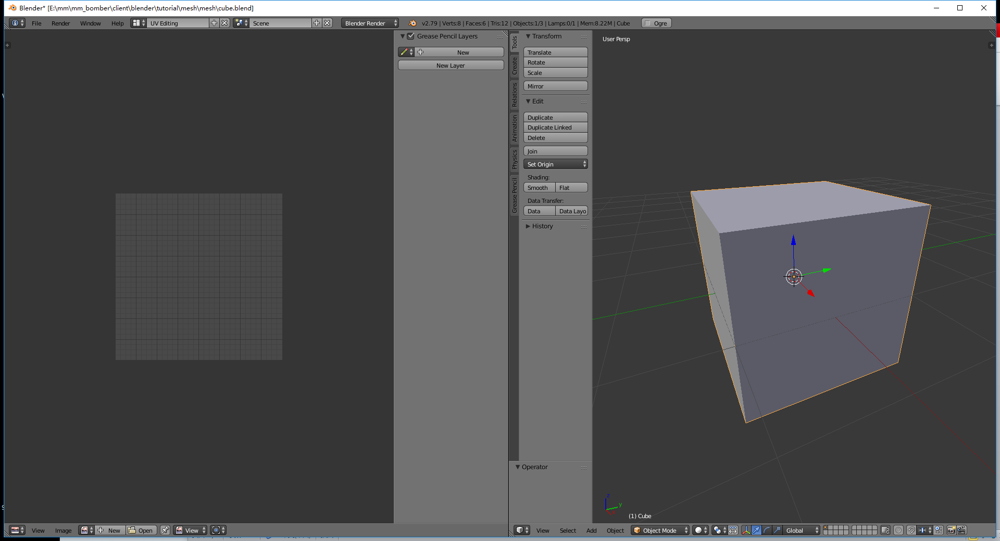 Blender* [E:\mm\mm_bomber\client\blender\tutorial\mesh\mesh\cube.blend]
File Render Window Help UV Editing Scene Blender Render v2.79 | Verts:8 | Faces:6 | Tris:12 | Objects:1/3 | Lamps:0/1 | Mem:8.22M | Cube Ogre
Grease Pencil Layers
New
New Layer
Tools
Create
Relations
Animation
Physics
Grease Pencil
Transform
Translate
Rotate
Scale
Mirror
Edit
Duplicate
Duplicate Linked
Delete
Join
Set Origin
Shading:
Smooth Flat
Data Transfer:
Data Data Layo
History
Operator
User Persp
z
y
(1) Cube
View Image New Open View
View Select Add Object Object Mode Global